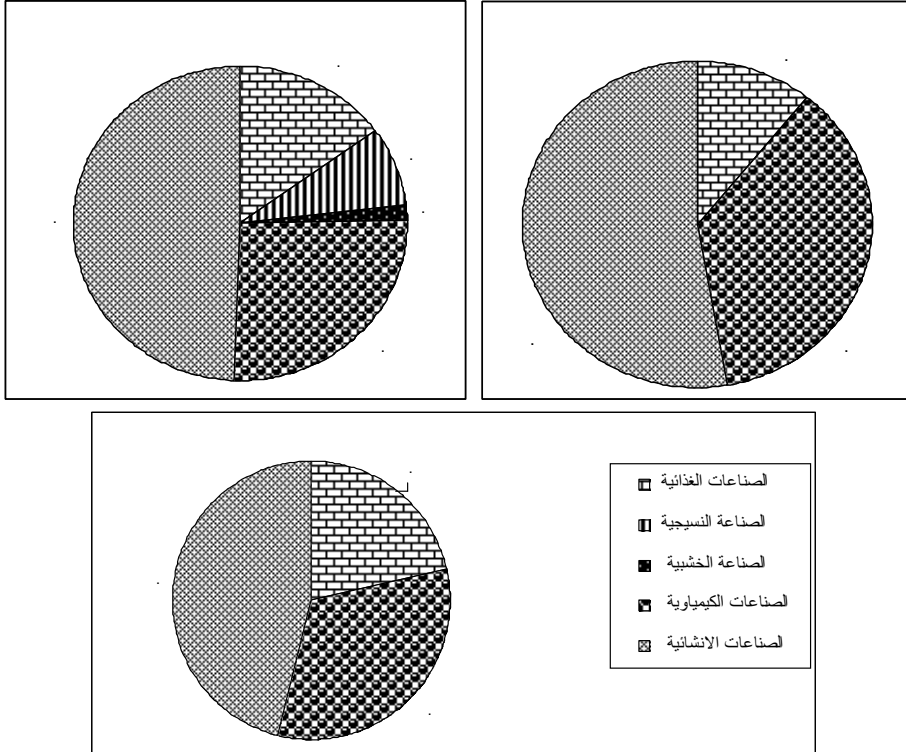 الصناعات الغذائية
الصناعة النسيجية
الصناعة الخشبية
الصناعات الكيمياوية
الصناعات الانشائية